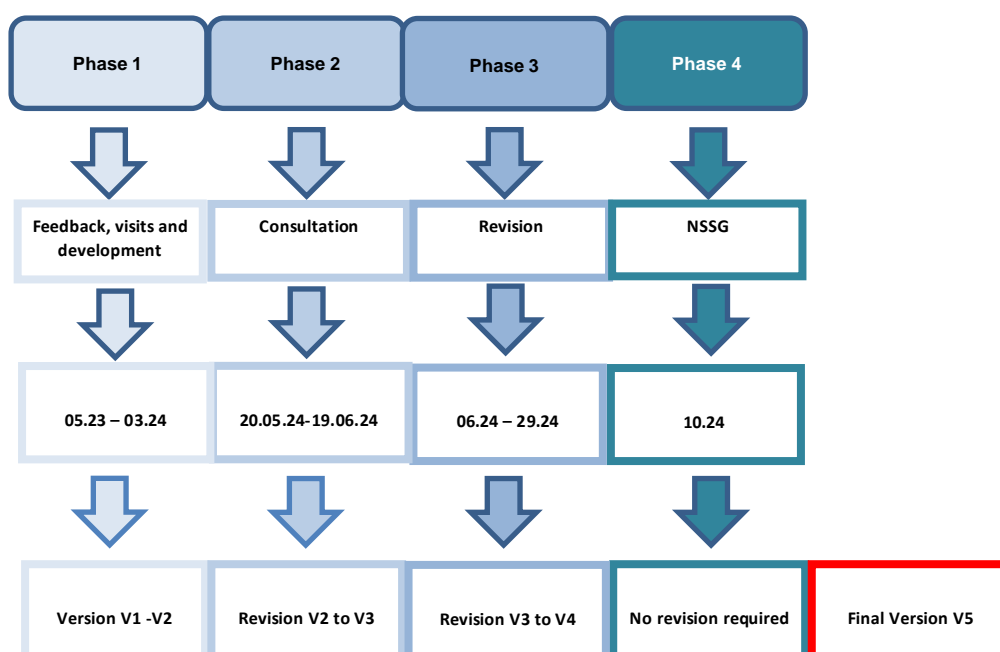 Phase 1
Phase 2
Phase 3
Phase 4
Feedback, visits and
development
Consultation
Revision
NSSG
05.23 – 03.24
20.05.24-19.06.24
06.24 – 29.24
10.24
Version V1 -V2
Revision V2 to V3
Revision V3 to V4
No revision required
Final Version V5